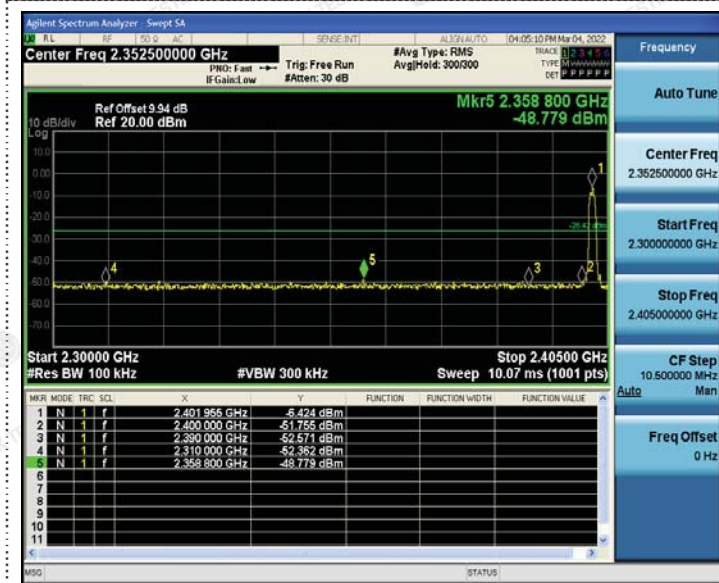 Agilent Spectrum Analyzer - Swept SA
RL RF 50 Ω AC SENSE:INT ALIGN AUTO 04:05:10 PM Mar 04, 2022
Center Freq 2.352500000 GHz
PNO: Fast
IFGain:Low
Trig: Free Run
#Atten: 30 dB
#Avg Type: RMS
Avg|Hold: 300/300
TRACE 1 2 3 4 5 6
TYPE M
DET P P P P P P
Ref Offset 9.94 dB
10 dB/div Ref 20.00 dBm
Log
Mkr5 2.358 800 GHz
-48.779 dBm
10.0
0.00
-10.0
-20.0
-30.0
-40.0
-50.0
-60.0
-70.0
1
2
3
4
5
Start 2.30000 GHz
Stop 2.40500 GHz
#Res BW 100 kHz #VBW 300 kHz Sweep 10.07 ms (1001 pts)
MKR MODE TRC SCL X Y FUNCTION FUNCTION WIDTH FUNCTION VALUE
1 N 1 f 2.401 955 GHz -6.424 dBm
2 N 1 f 2.400 000 GHz -51.755 dBm
3 N 1 f 2.390 000 GHz -52.571 dBm
4 N 1 f 2.310 000 GHz -52.362 dBm
5 N 1 f 2.358 800 GHz -48.779 dBm
6
7
8
9
10
11
MSG STATUS
Frequency
Auto Tune
Center Freq
2.352500000 GHz
Start Freq
2.300000000 GHz
Stop Freq
2.405000000 GHz
CF Step
10.500000 MHz
Auto Man
Freq Offset
0 Hz